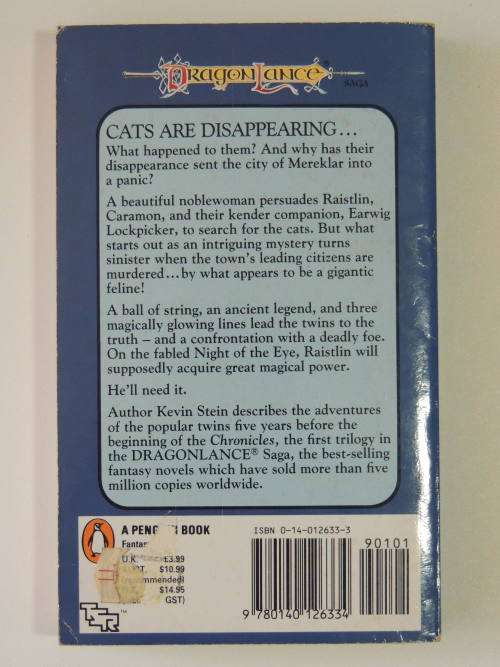 DRAGONLANCE®
SAGA
CATS ARE DISAPPEARING...
What happened to them? And why has their
disappearance sent the city of Mereklar into
a panic?
A beautiful noblewoman persuades Raistlin,
Caramon, and their kender companion, Earwig
Lockpicker, to search for the cats. But what
starts out as an intriguing mystery turns
sinister when the town's leading citizens are
murdered...by what appears to be a gigantic
feline!
A ball of string, an ancient legend, and three
magically glowing lines lead the twins to the
truth – and a confrontation with a deadly foe.
On the fabled Night of the Eye, Raistlin will
supposedly acquire great magical power.
He'll need it.
Author Kevin Stein describes the adventures
of the popular twins five years before the
beginning of the Chronicles, the first trilogy in
the DRAGONLANCE® Saga, the best-selling
fantasy novels which have sold more than five
million copies worldwide.
A PENG   N BOOK
Fantas
U.K. £3.99
$10.99
(recommended)
$14.95
GST)
TSR™
ISBN 0-14-012633-3
90101
9 780140 126334